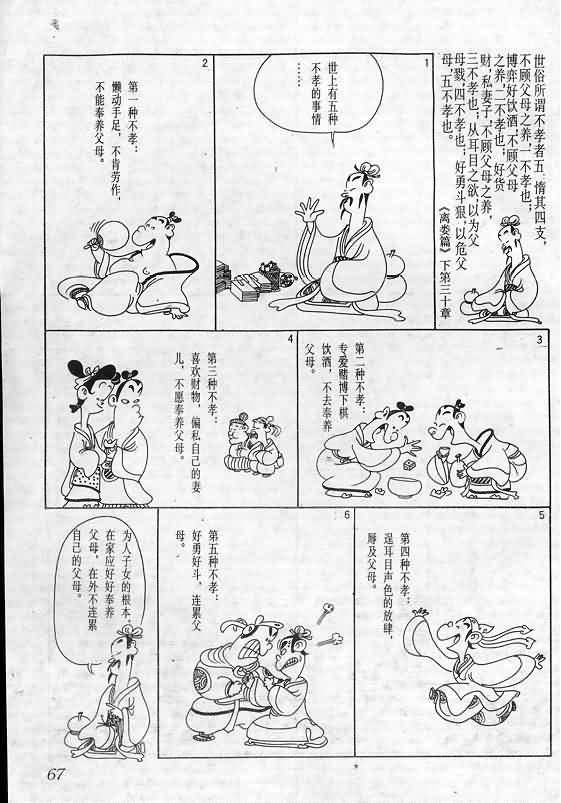 世俗所谓不孝者五，惰其四支，
不顾父母之养，一不孝也；
博弈好饮酒，不顾父母
之养，二不孝也；好货
财，私妻子，不顾父母之养，
三不孝也；从耳目之欲，以为父
母戮，四不孝也；好勇斗狠，以危父
母，五不孝也。
《离娄篇》下第三十章
1
世上有五种
不孝的事情
……
2
第一种不孝：
懒动手足，不肯劳作，
不能奉养父母。
3
第二种不孝：
专爱赌博下棋
饮酒，不去奉养
父母。
4
第三种不孝：
喜欢财物，偏私自己的妻
儿，不愿奉养父母。
5
第四种不孝：
逞耳目声色的放肆，
辱及父母。
6
第五种不孝：
好勇好斗，连累父
母。
为人子女的根本，
在家应好好奉养
父母，在外不连累
自己的父母。
67